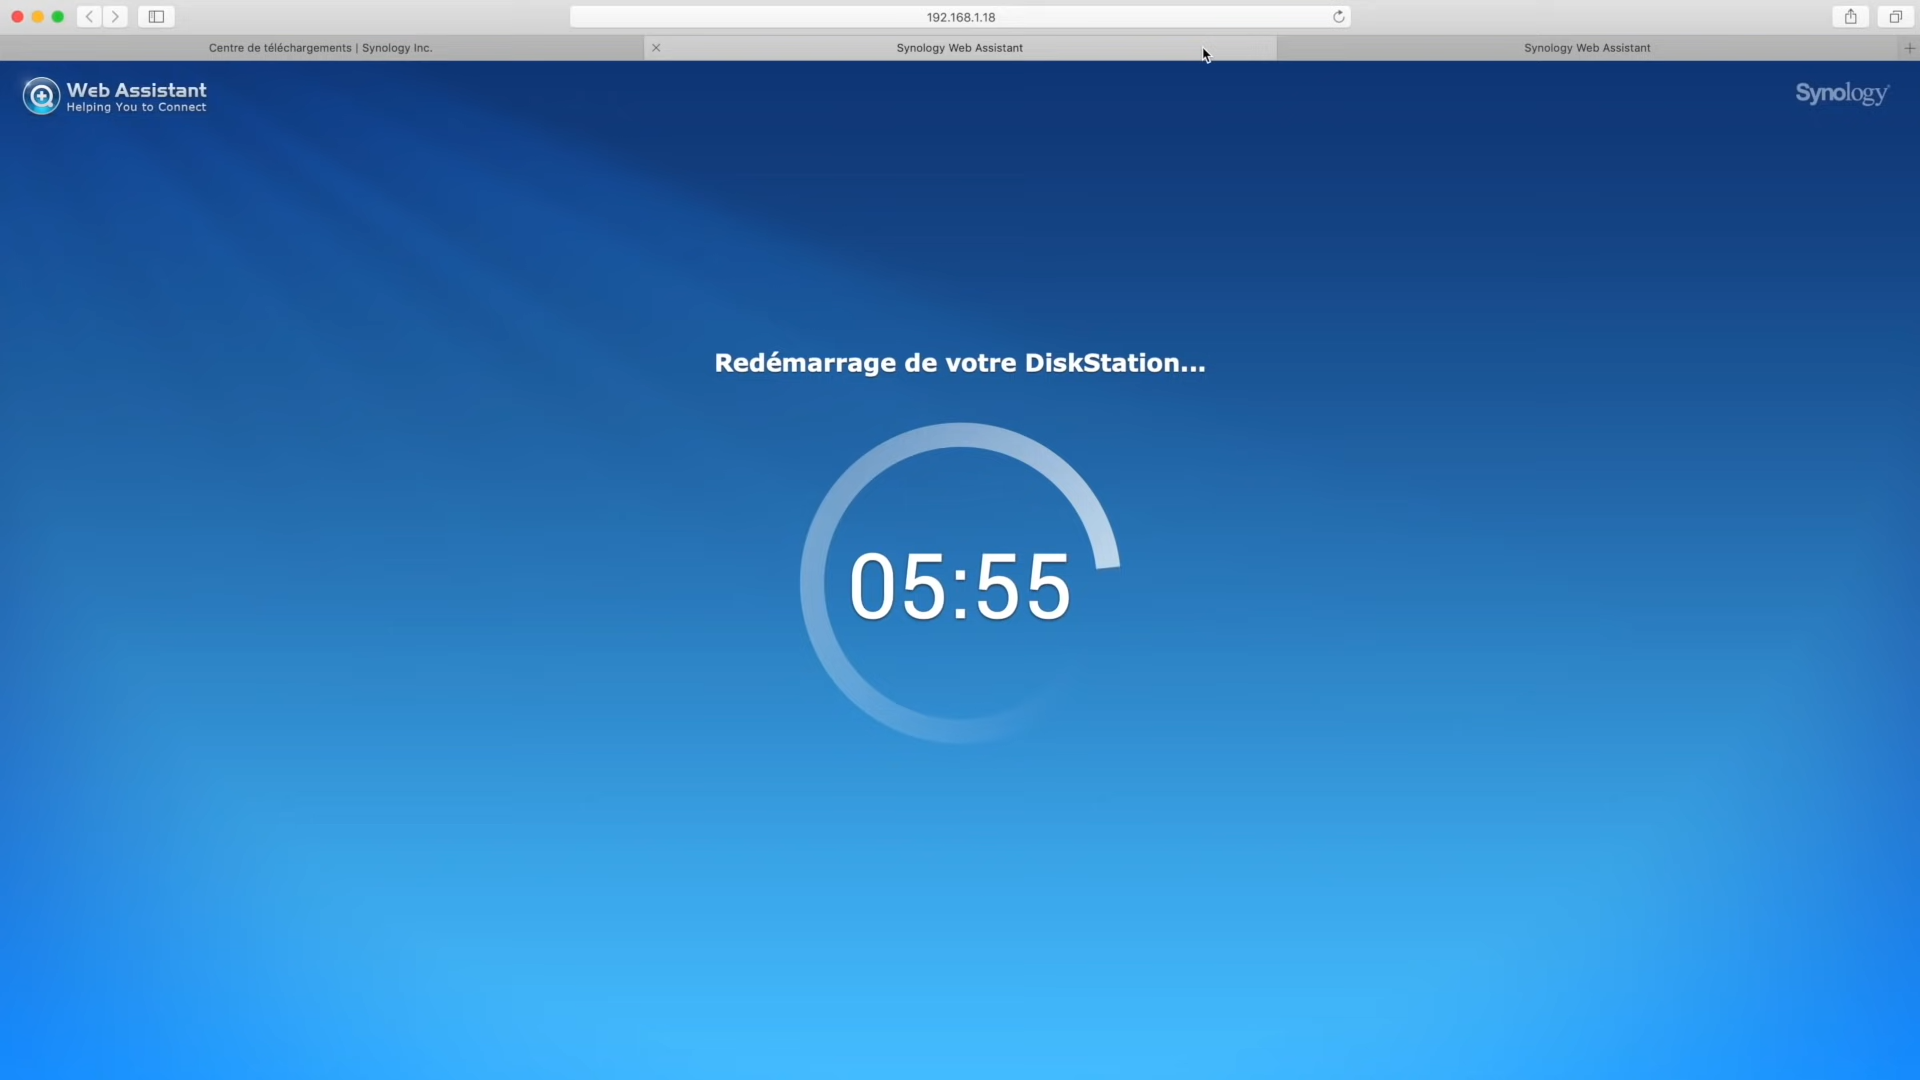 192.168.1.18
Centre de téléchargements | Synology Inc.
Synology Web Assistant
Synology Web Assistant
Web Assistant
Helping You to Connect
Synology
Redémarrage de votre DiskStation...
05:55